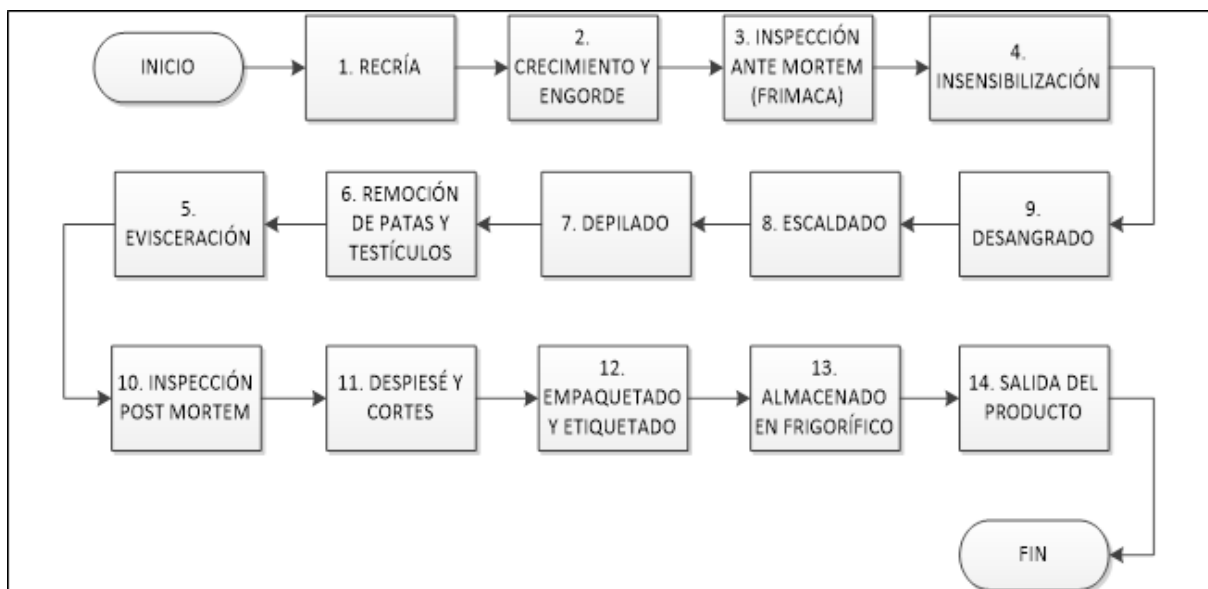 INICIO
1. RECRÍA
2.
CRECIMIENTO Y
ENGORDE
3. INSPECCIÓN
ANTE MORTEM
(FRIMACA)
4.
INSENSIBILIZACIÓN
5.
EVISCERACIÓN
6. REMOCIÓN
DE PATAS Y
TESTÍCULOS
7. DEPILADO
8. ESCALDADO
9.
DESANGRADO
10. INSPECCIÓN
POST MORTEM
11. DESPIESÉ Y
CORTES
12.
EMPAQUETADO
Y ETIQUETADO
13.
ALMACENADO
EN FRIGORÍFICO
14. SALIDA DEL
PRODUCTO
FIN